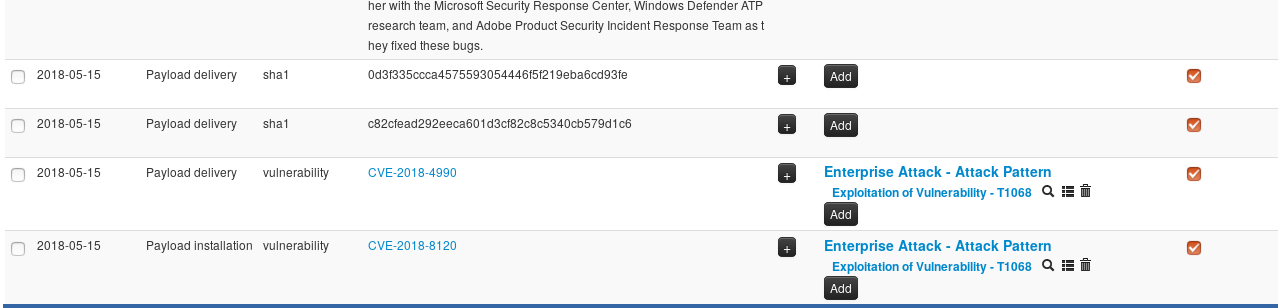 her with the Microsoft Security Response Center, Windows Defender ATP
research team, and Adobe Product Security Incident Response Team as t
hey fixed these bugs.
2018-05-15 Payload delivery sha1 0d3f335ccca4575593054446f5f219eba6cd93fe + Add
2018-05-15 Payload delivery sha1 c82cfead292eeca601d3cf82c8c5340cb579d1c6 + Add
2018-05-15 Payload delivery vulnerability CVE-2018-4990 + Enterprise Attack - Attack Pattern
Exploitation of Vulnerability - T1068
Add
2018-05-15 Payload installation vulnerability CVE-2018-8120 + Enterprise Attack - Attack Pattern
Exploitation of Vulnerability - T1068
Add